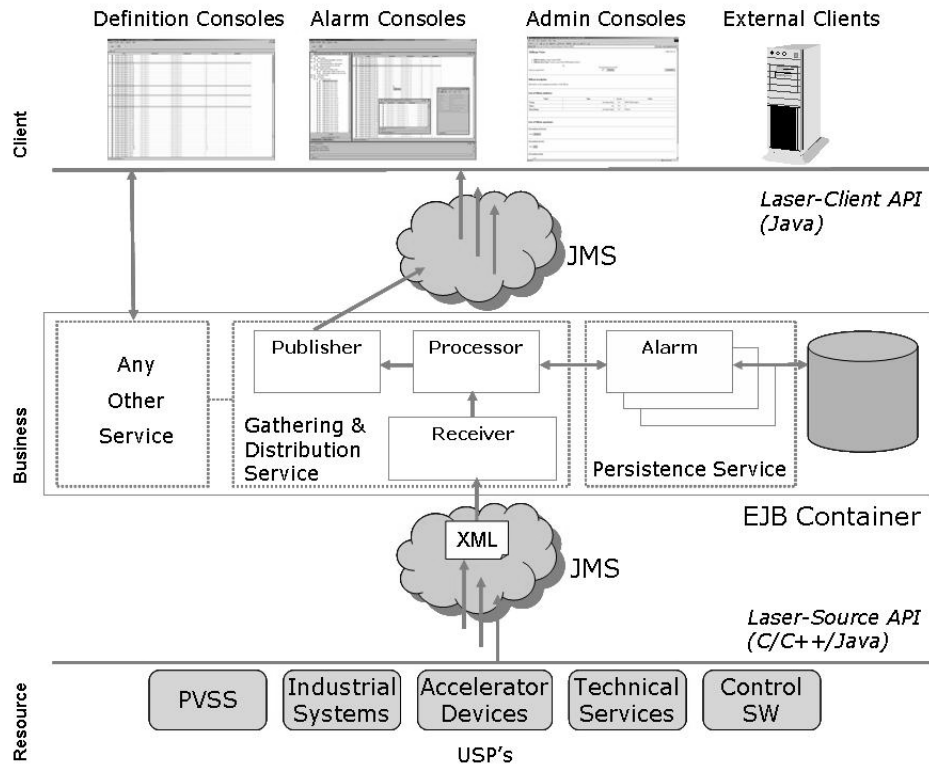 Definition Consoles
Alarm Consoles
Admin Consoles
External Clients
Client
Laser-Client API
(Java)
JMS
Business
Any
Other
Service
Publisher
Processor
Alarm
Gathering &
Distribution
Service
Receiver
Persistence Service
EJB Container
XML
JMS
Laser-Source API
(C/C++/Java)
Resource
PVSS
Industrial
Systems
Accelerator
Devices
Technical
Services
Control
SW
USP's